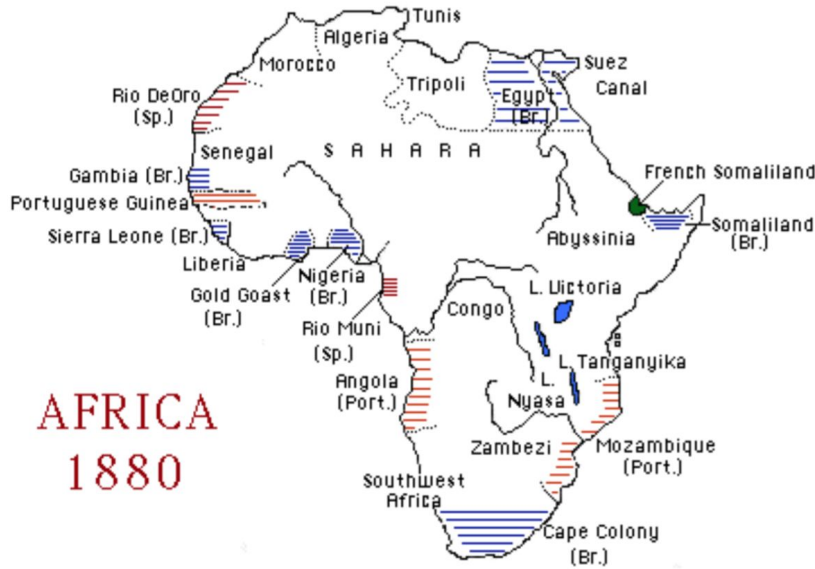 Tunis
Algeria
Morocco
Suez
Canal
Tripoli
Egypt
(Br.)
Rio DeOro
(Sp.)
Senegal
SAHARA
Gambia (Br.)
French Somaliland
Portuguese Guinea
Somaliland
(Br.)
Sierra Leone (Br.)
Abyssinia
Liberia
Nigeria
(Br.)
Gold Goast
(Br.)
L. Victoria
Congo
Rio Muni
(Sp.)
L. Tanganyika
Angola
(Port.)
L.
Nyasa
AFRICA
1880
Zambezi
Mozambique
(Port.)
Southwest
Africa
Cape Colony
(Br.)